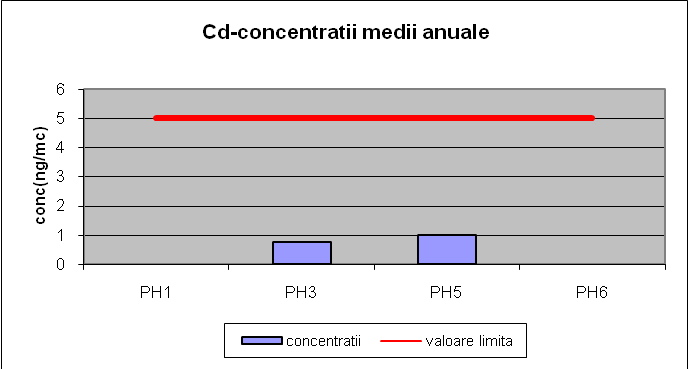 Cd-concentratii medii anuale
conc(ng/mc)
6
5
4
3
2
1
0
PH1 PH3 PH5 PH6
concentratii valoare limita